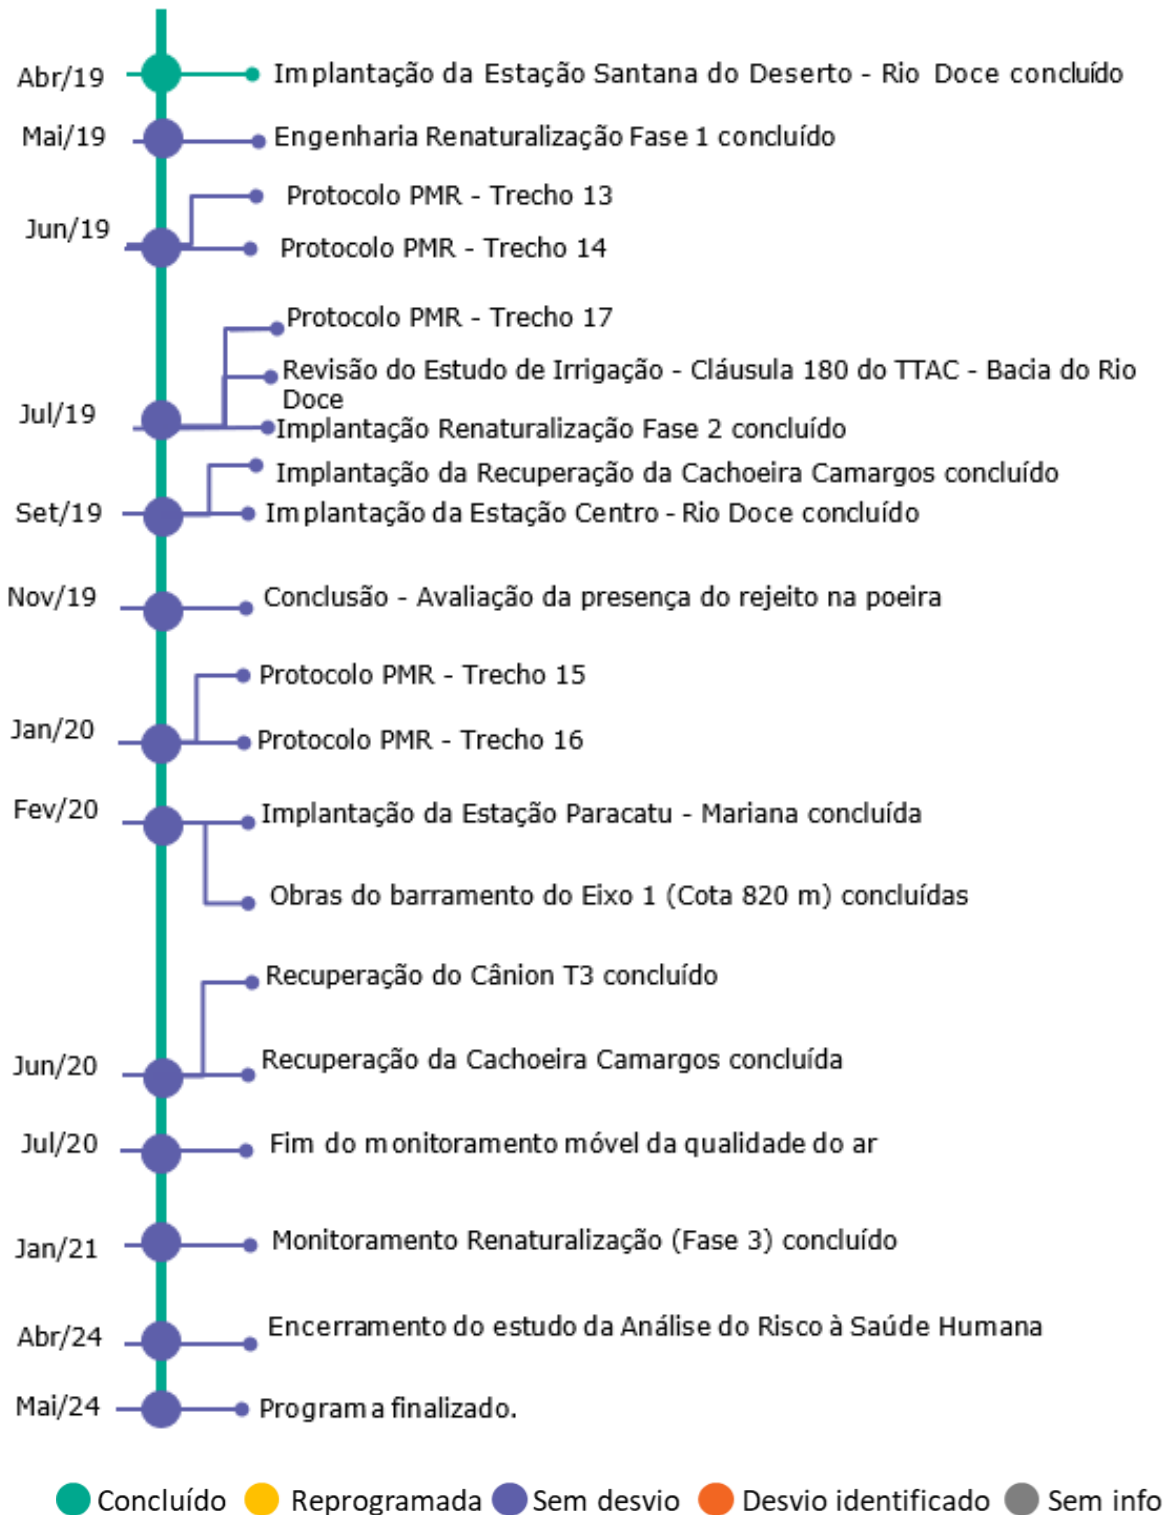 Abr/19
Implantação da Estação Santana do Deserto - Rio Doce concluído
Mai/19
Engenharia Renaturalização Fase 1 concluído
Protocolo PMR - Trecho 13
Jun/19
Protocolo PMR - Trecho 14
Protocolo PMR - Trecho 17
Revisão do Estudo de Irrigação - Cláusula 180 do TTAC - Bacia do Rio
Doce
Jul/19
Implantação Renaturalização Fase 2 concluído
Implantação da Recuperação da Cachoeira Camargos concluído
Set/19
Implantação da Estação Centro - Rio Doce concluído
Nov/19
Conclusão - Avaliação da presença do rejeito na poeira
Protocolo PMR - Trecho 15
Jan/20
Protocolo PMR - Trecho 16
Fev/20
Implantação da Estação Paracatu - Mariana concluída
Obras do barramento do Eixo 1 (Cota 820 m) concluídas
Recuperação do Cânion T3 concluído
Jun/20
Recuperação da Cachoeira Camargos concluída
Jul/20
Fim do monitoramento móvel da qualidade do ar
Jan/21
Monitoramento Renaturalização (Fase 3) concluído
Abr/24
Encerramento do estudo da Análise do Risco à Saúde Humana
Mai/24
Programa finalizado.
Concluído Reprogramada Sem desvio Desvio identificado Sem info